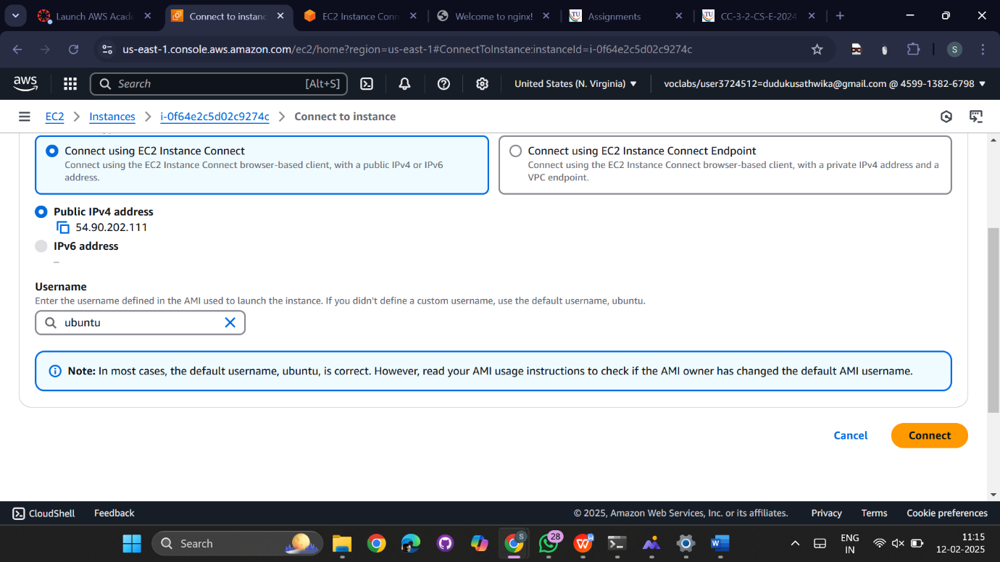 Launch AWS Acad
Connect to instanc
EC2 Instance Conn
Welcome to nginx!
Assignments
CC-3-2-CS-E-2024
us-east-1.console.aws.amazon.com/ec2/home?region=us-east-1#ConnectToInstance:instanceId=i-0f64e2c5d02c9274c
S
aws
Search
[Alt+S]
United States (N. Virginia)
voclabs/user3724512=dudukusathwika@gmail.com @ 4599-1382-6798
EC2
Instances
i-0f64e2c5d02c9274c
Connect to instance
Connect using EC2 Instance Connect
Connect using the EC2 Instance Connect browser-based client, with a public IPv4 or IPv6
address.
Connect using EC2 Instance Connect Endpoint
Connect using the EC2 Instance Connect browser-based client, with a private IPv4 address and a
VPC endpoint.
Public IPv4 address
54.90.202.111
IPv6 address
–
Username
Enter the username defined in the AMI used to launch the instance. If you didn't define a custom username, use the default username, ubuntu.
ubuntu
Note: In most cases, the default username, ubuntu, is correct. However, read your AMI usage instructions to check if the AMI owner has changed the default AMI username.
Cancel
Connect
CloudShell
Feedback
© 2025, Amazon Web Services, Inc. or its affiliates.
Privacy
Terms
Cookie preferences
Search
28
ENG
IN
11:15
12-02-2025